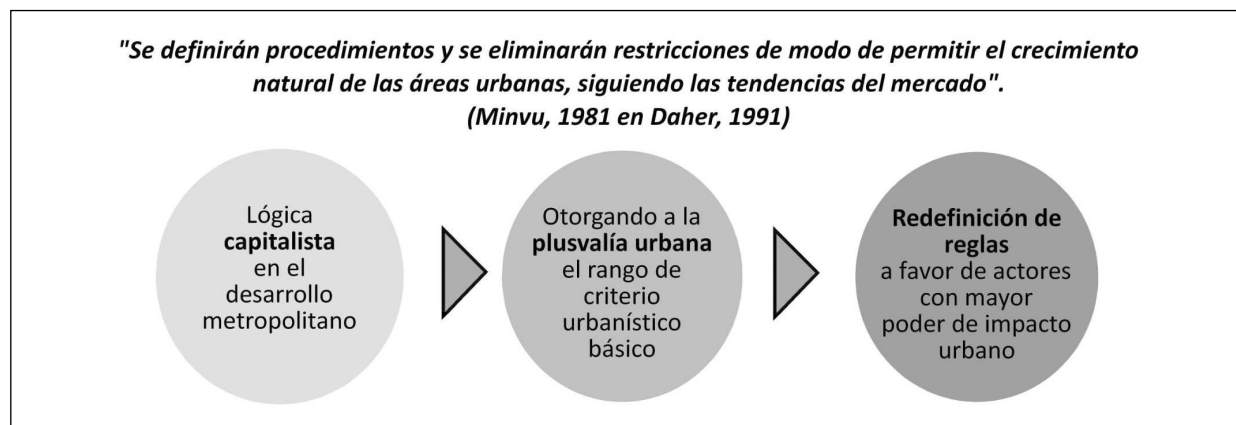 "Se definirán procedimientos y se eliminarán restricciones de modo de permitir el crecimiento
natural de las áreas urbanas, siguiendo las tendencias del mercado".
(Minvu, 1981 en Daher, 1991)
Lógica
capitalista
en el
desarrollo
metropolitano
Otorgando a la
plusvalía urbana
el rango de
criterio
urbanístico
básico
Redefinición de
reglas
a favor de actores
con mayor
poder de impacto
urbano